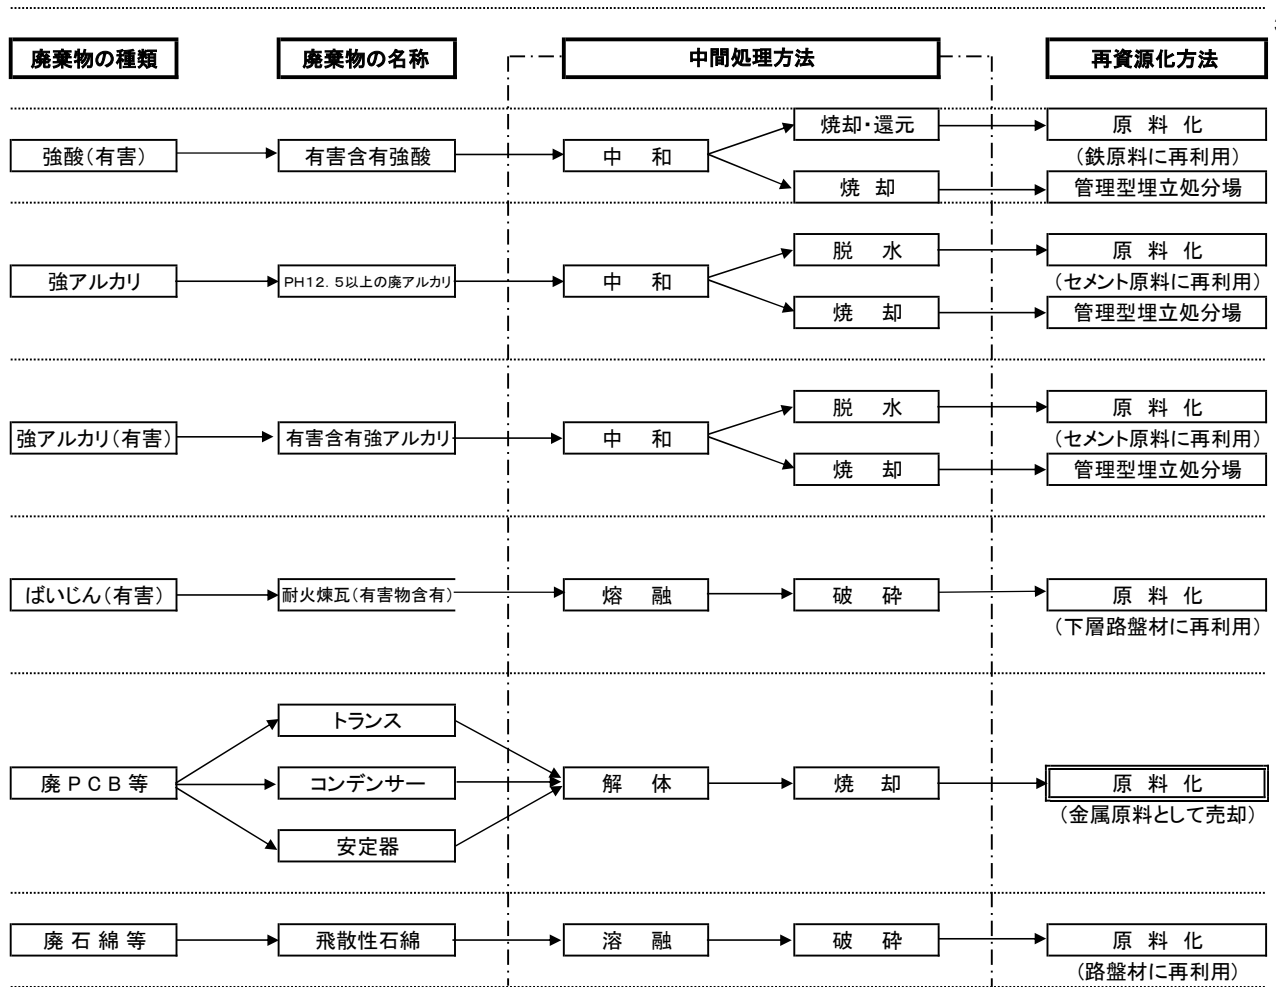 廃棄物の種類 廃棄物の名称 中間処理方法 再資源化方法
焼却・還元 原料化
強酸(有害) 有害含有強酸 中和 (鉄原料に再利用)
焼却 管理型埋立処分場
脱水 原料化
強アルカリ PH12.5以上の廃アルカリ 中和 (セメント原料に再利用)
焼却 管理型埋立処分場
脱水 原料化
強アルカリ(有害) 有害含有強アルカリ 中和 (セメント原料に再利用)
焼却 管理型埋立処分場
ばいじん(有害) 耐火煉瓦(有害物含有) 熔融 破砕 原料化
(下層路盤材に再利用)
トランス
廃PCB等 コンデンサー 解体 焼却 原料化
(金属原料として売却)
安定器
廃石綿等 飛散性石綿 溶融 破砕 原料化
(路盤材に再利用)